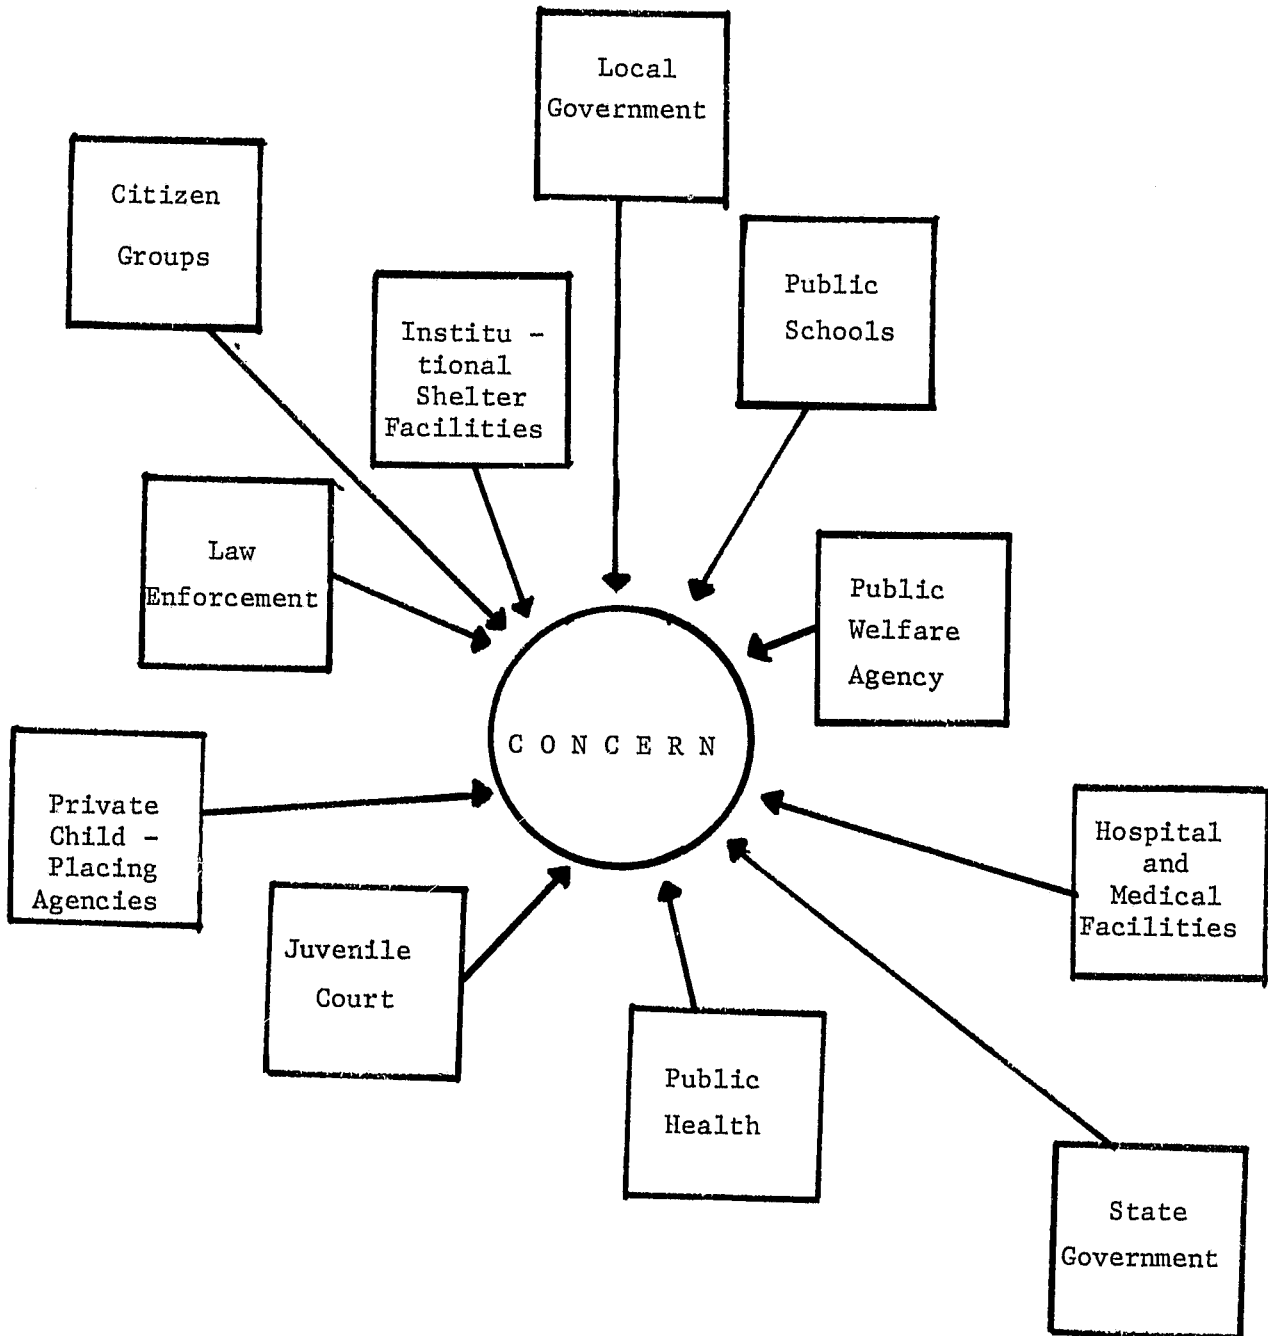 Local
Government
Citizen
Groups
Public
Schools
Institu -
tional
Shelter
Facilities
Law
Enforcement
Public
Welfare
Agency
C O N C E R N
Private
Child -
Placing
Agencies
Hospital
and
Medical
Facilities
Juvenile
Court
Public
Health
State
Government